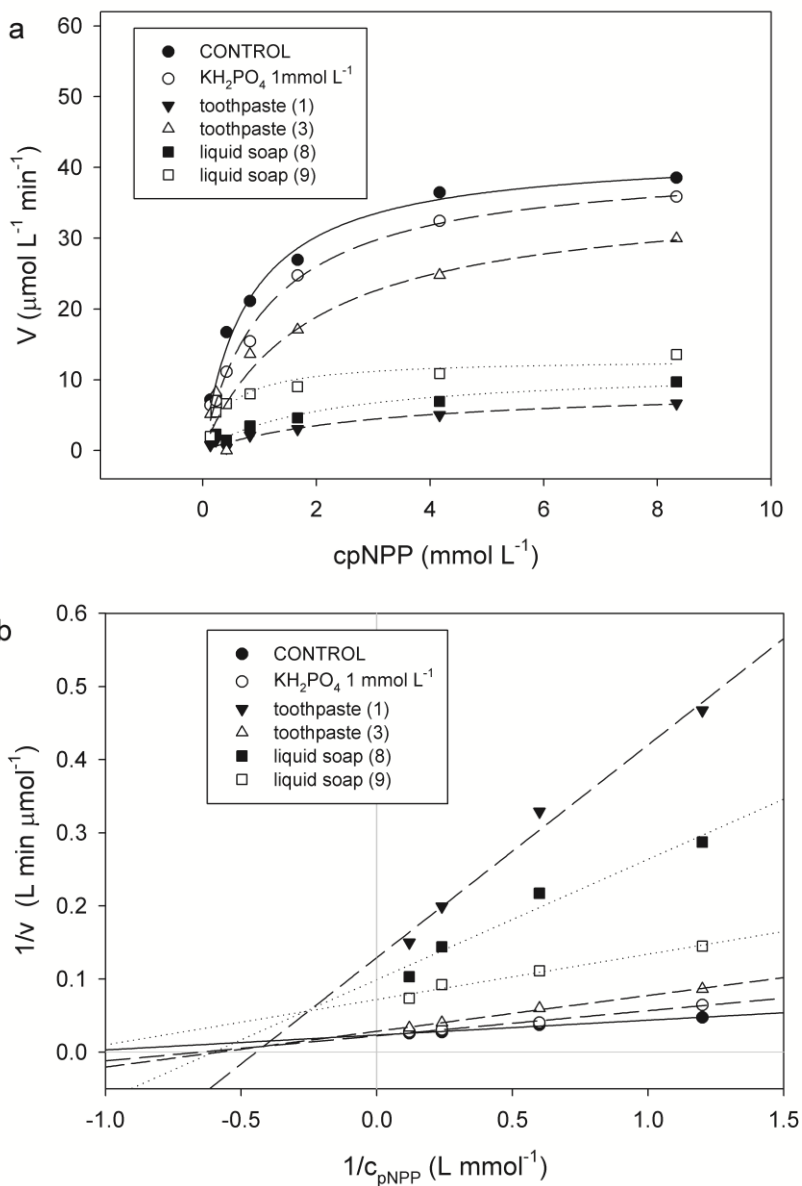 a
60
50
40
30
20
10
0
V (μmol L⁻¹ min⁻¹)
CONTROL
KH₂PO₄ 1mmol L⁻¹
toothpaste (1)
toothpaste (3)
liquid soap (8)
liquid soap (9)
0 2 4 6 8 10
cpNPP (mmol L⁻¹)
b
0.6
0.5
0.4
0.3
0.2
0.1
0.0
1/v (L min μmol⁻¹)
CONTROL
KH₂PO₄ 1 mmol L⁻¹
toothpaste (1)
toothpaste (3)
liquid soap (8)
liquid soap (9)
-1.0 -0.5 0.0 0.5 1.0 1.5
1/cpNPP (L mmol⁻¹)